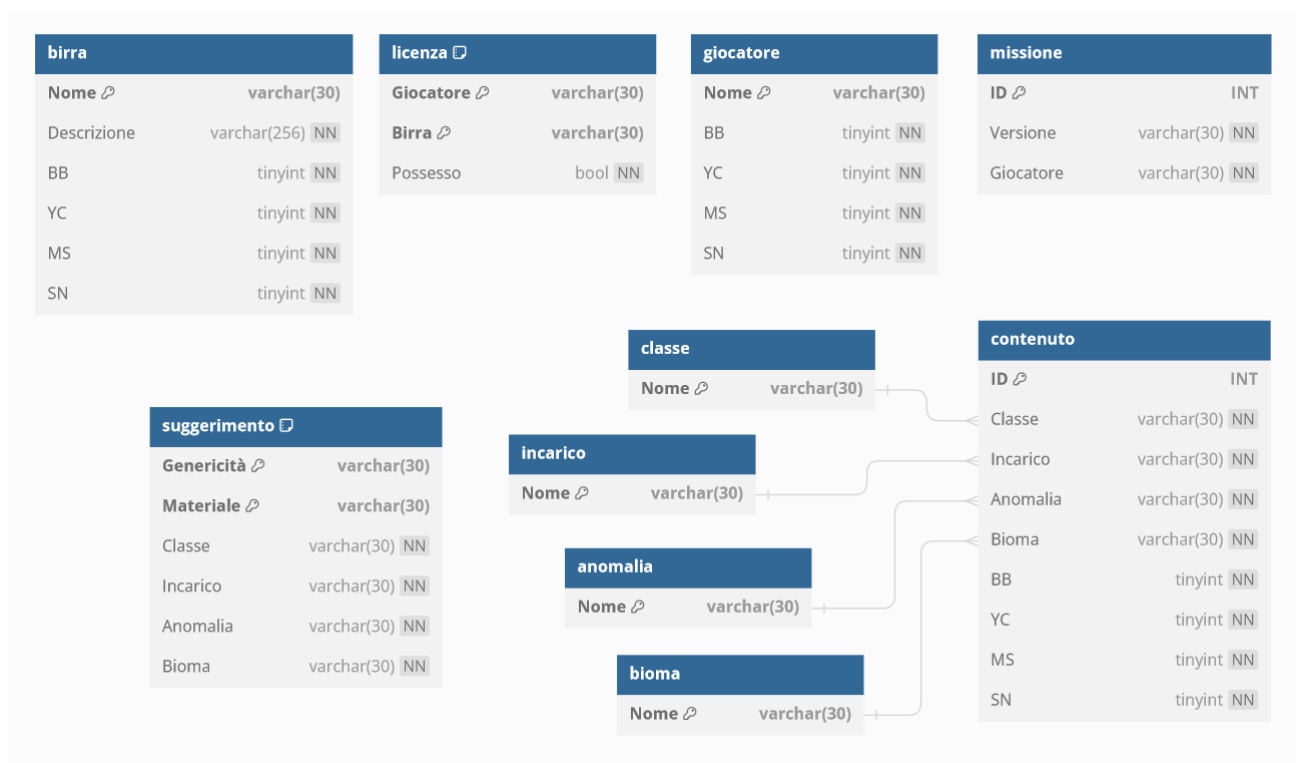 birra
Nome varchar(30)
Descrizione varchar(256) NN
BB tinyint NN
YC tinyint NN
MS tinyint NN
SN tinyint NN
licenza
Giocatore varchar(30)
Birra varchar(30)
Possesso bool NN
giocatore
Nome varchar(30)
BB tinyint NN
YC tinyint NN
MS tinyint NN
SN tinyint NN
missione
ID INT
Versione varchar(30) NN
Giocatore varchar(30) NN
suggerimento
Genericità varchar(30)
Materiale varchar(30)
Classe varchar(30) NN
Incarico varchar(30) NN
Anomalia varchar(30) NN
Bioma varchar(30) NN
classe
Nome varchar(30)
incarico
Nome varchar(30)
anomalia
Nome varchar(30)
bioma
Nome varchar(30)
contenuto
ID INT
Classe varchar(30) NN
Incarico varchar(30) NN
Anomalia varchar(30) NN
Bioma varchar(30) NN
BB tinyint NN
YC tinyint NN
MS tinyint NN
SN tinyint NN